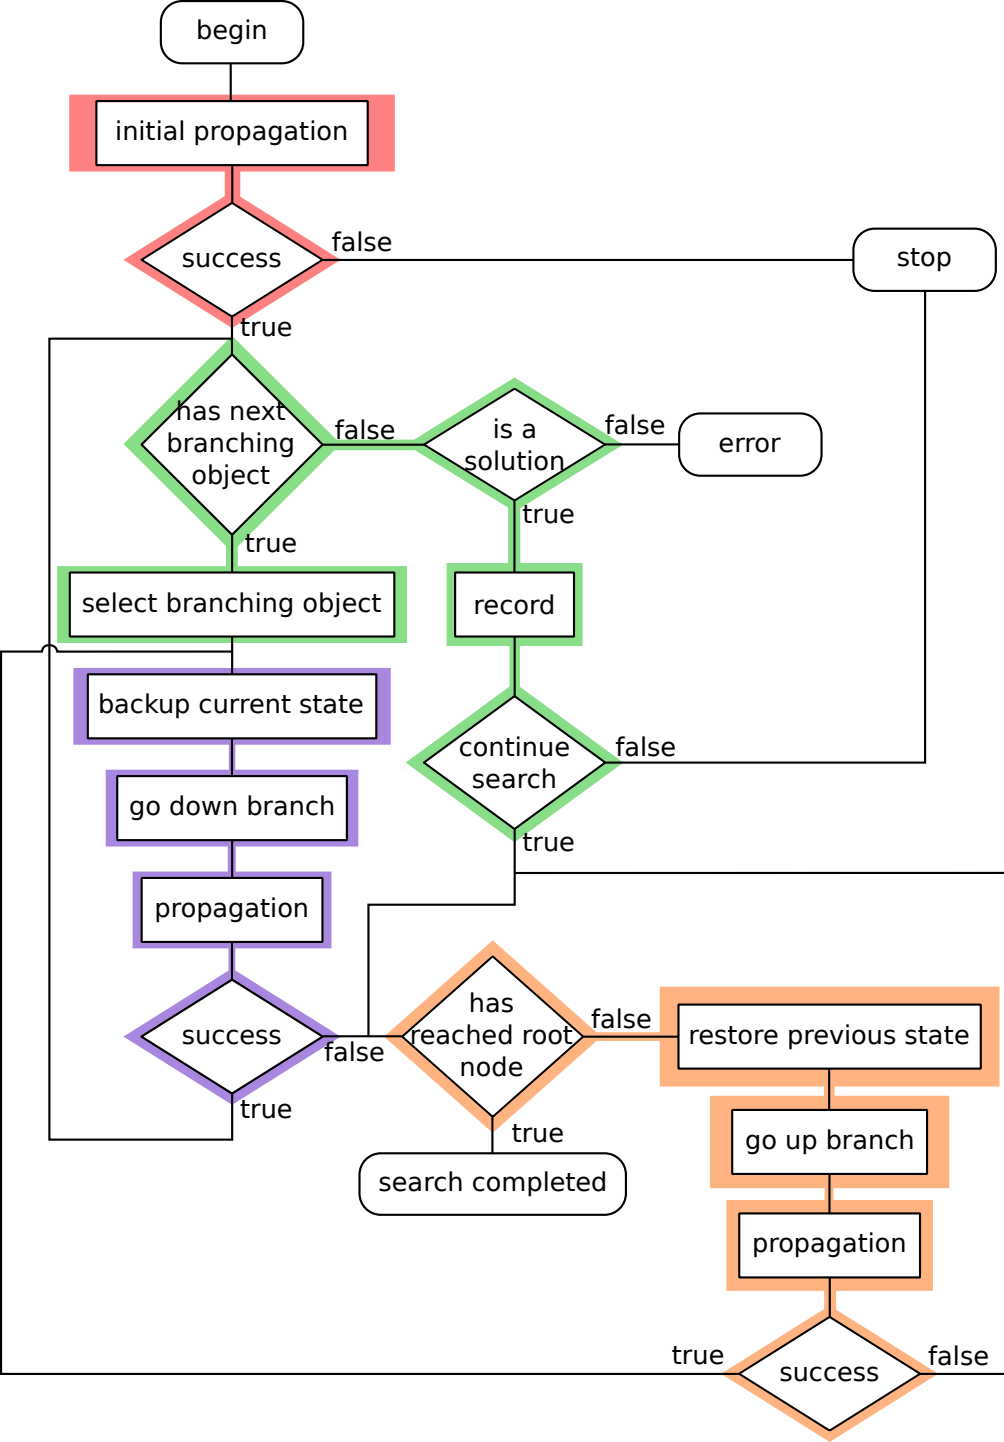 begin
initial propagation
success
false
stop
true
has next
branching
object
false
is a
solution
false
error
true
true
select branching object
record
backup current state
continue
search
false
go down branch
true
propagation
success
false
has
reached root
node
false
restore previous state
true
true
go up branch
search completed
propagation
true
success
false